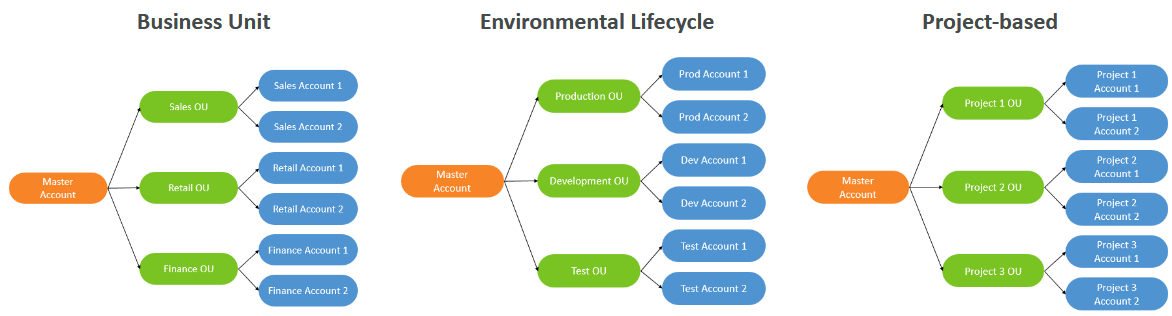 Business Unit
Sales Account 1
Sales OU
Sales Account 2
Master
Account
Retail Account 1
Retail OU
Retail Account 2
Finance Account 1
Finance OU
Finance Account 2
Environmental Lifecycle
Prod Account 1
Production OU
Prod Account 2
Master
Account
Dev Account 1
Development OU
Dev Account 2
Test Account 1
Test OU
Test Account 2
Project-based
Project 1
Account 1
Project 1 OU
Project 1
Account 2
Master
Account
Project 2
Account 1
Project 2 OU
Project 2
Account 2
Project 3
Account 1
Project 3 OU
Project 3
Account 2